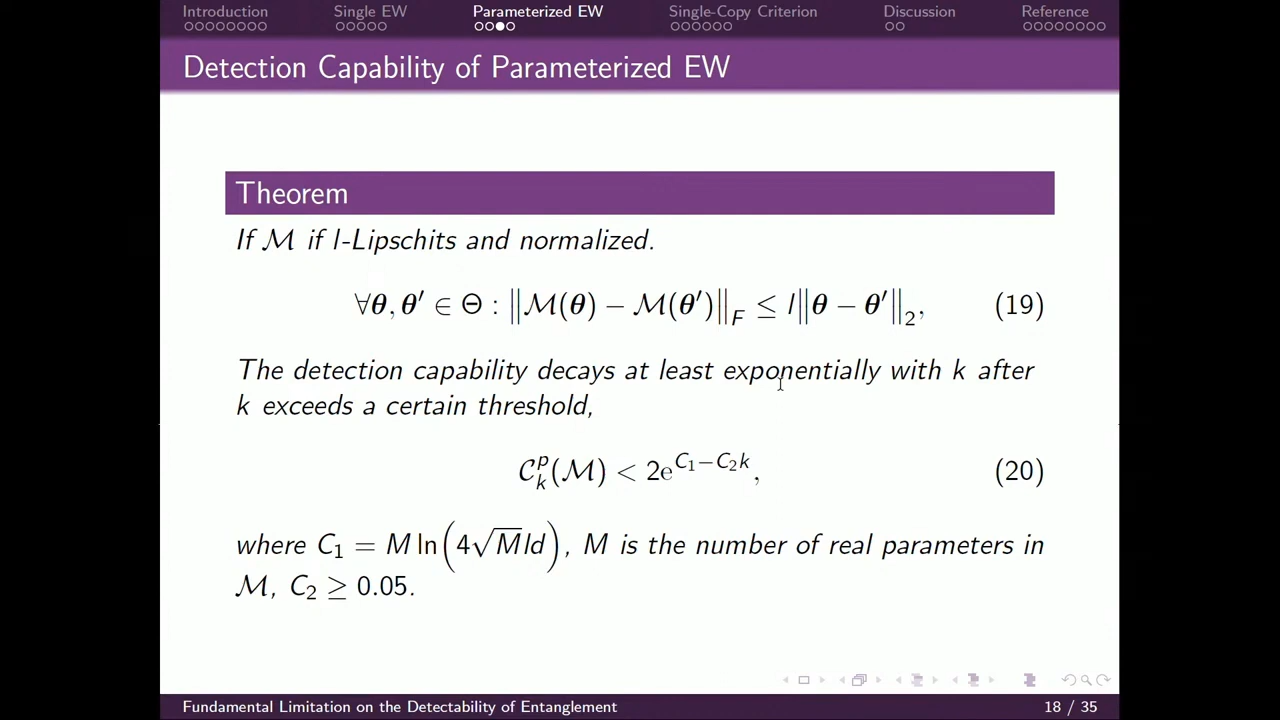 Introduction Single EW Parameterized EW Single-Copy Criterion Discussion Reference
Detection Capability of Parameterized EW
Theorem
If ℳ if l-Lipschits and normalized.
∀θ, θ′ ∈ Θ : ‖ℳ(θ) − ℳ(θ′)‖_F ≤ l‖θ − θ′‖_2, (19)
The detection capability decays at least exponentially with k after
k exceeds a certain threshold,
𝒞_k^p(ℳ) < 2e^{C_1−C_2k}, (20)
where C_1 = M ln(4√M ld), M is the number of real parameters in
ℳ, C_2 ≥ 0.05.
Fundamental Limitation on the Detectability of Entanglement 18 / 35